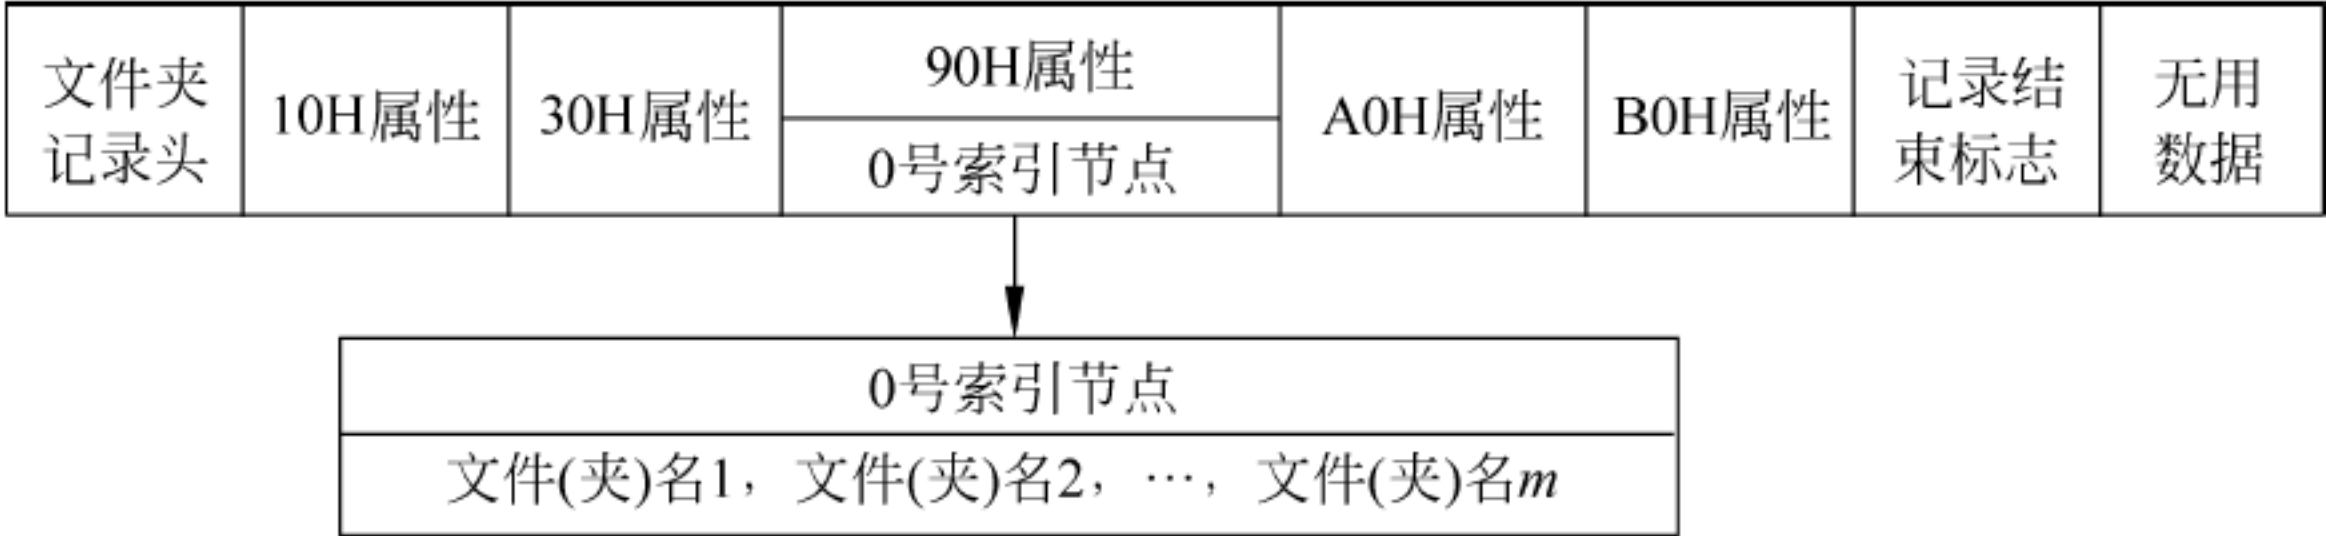 文件夹
记录头
10H属性
30H属性
90H属性
0号索引节点
A0H属性
B0H属性
记录结
束标志
无用
数据
0号索引节点
文件(夹)名1，文件(夹)名2，…，文件(夹)名m